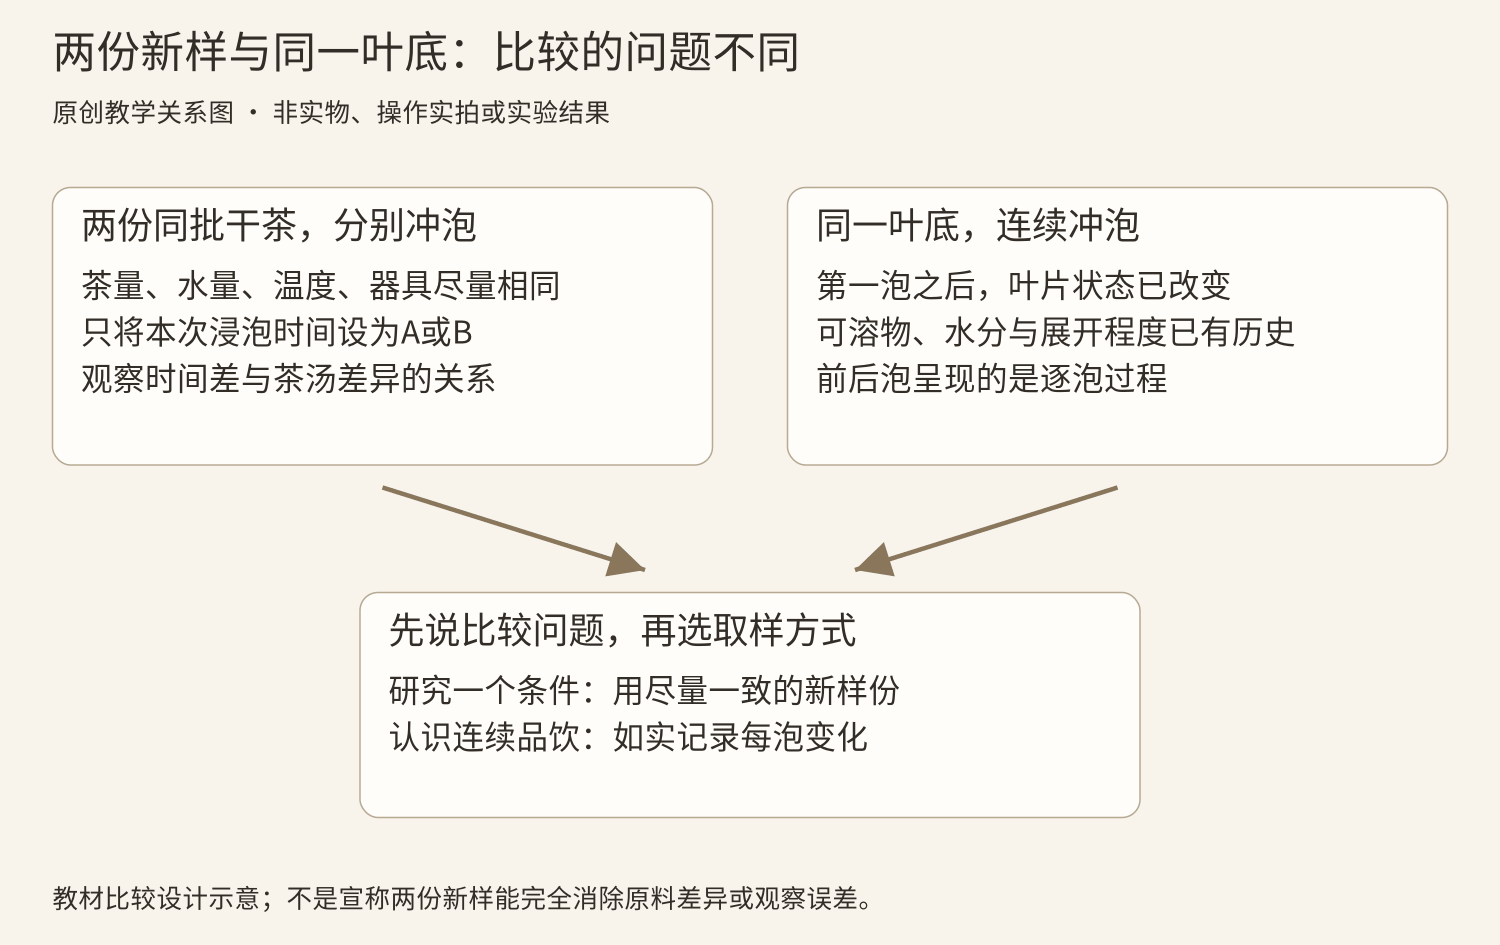 两份新样与同一叶底：比较的问题不同
原创教学关系图 · 非实物、操作实拍或实验结果
两份同批干茶，分别冲泡
茶量、水量、温度、器具尽量相同
只将本次浸泡时间设为A或B
观察时间差与茶汤差异的关系
同一叶底，连续冲泡
第一泡之后，叶片状态已改变
可溶物、水分与展开程度已有历史
前后泡呈现的是逐泡过程
先说比较问题，再选取样方式
研究一个条件：用尽量一致的新样份
认识连续品饮：如实记录每泡变化
教材比较设计示意；不是宣称两份新样能完全消除原料差异或观察误差。